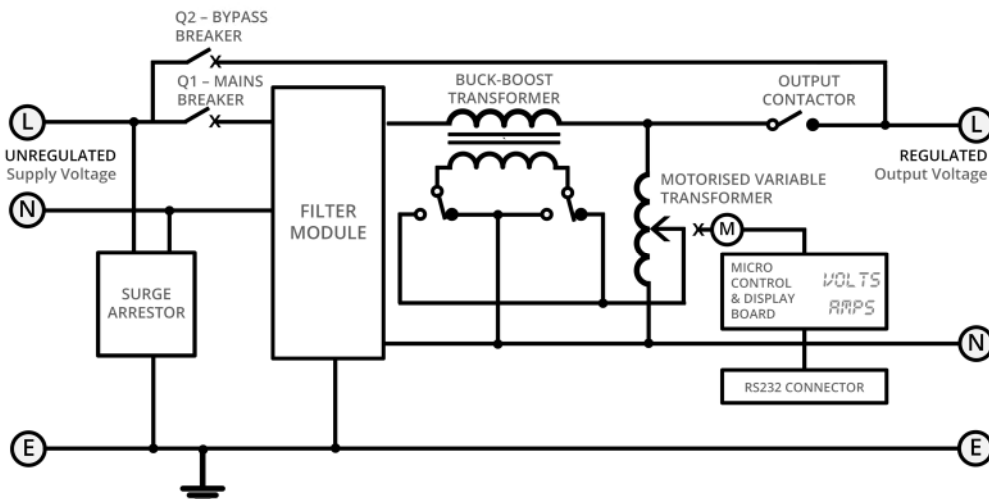 Q2 – BYPASS
BREAKER
Q1 – MAINS
BREAKER
BUCK-BOOST
TRANSFORMER
OUTPUT
CONTACTOR
L
L
UNREGULATED
Supply Voltage
REGULATED
Output Voltage
N
FILTER
MODULE
MOTORISED VARIABLE
TRANSFORMER
M
SURGE
ARRESTOR
MICRO
CONTROL
& DISPLAY
BOARD
VOLTS
AMPS
N
RS232 CONNECTOR
E
E